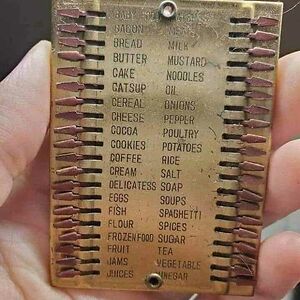 BABY
BACON MEAT
BREAD MILK
BUTTER MUSTARD
CAKE NOODLES
CATSUP OIL
CEREAL ONIONS
CHEESE PEPPER
COCOA POULTRY
COOKIES POTATOES
COFFEE RICE
CREAM SALT
DELICATESS SOAP
EGGS SOUPS
FISH SPAGHETTI
FLOUR SPICES
FROZEN FOOD SUGAR
FRUIT TEA
JAMS VEGETABLE
JUICES VINEGAR